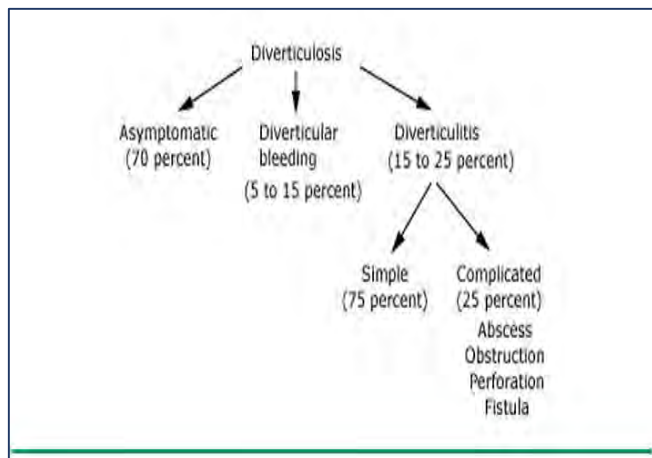 Diverticulosis
Asymptomatic
(70 percent)
Diverticular
bleeding
(5 to 15 percent)
Diverticulitis
(15 to 25 percent)
Simple
(75 percent)
Complicated
(25 percent)
Abscess
Obstruction
Perforation
Fistula